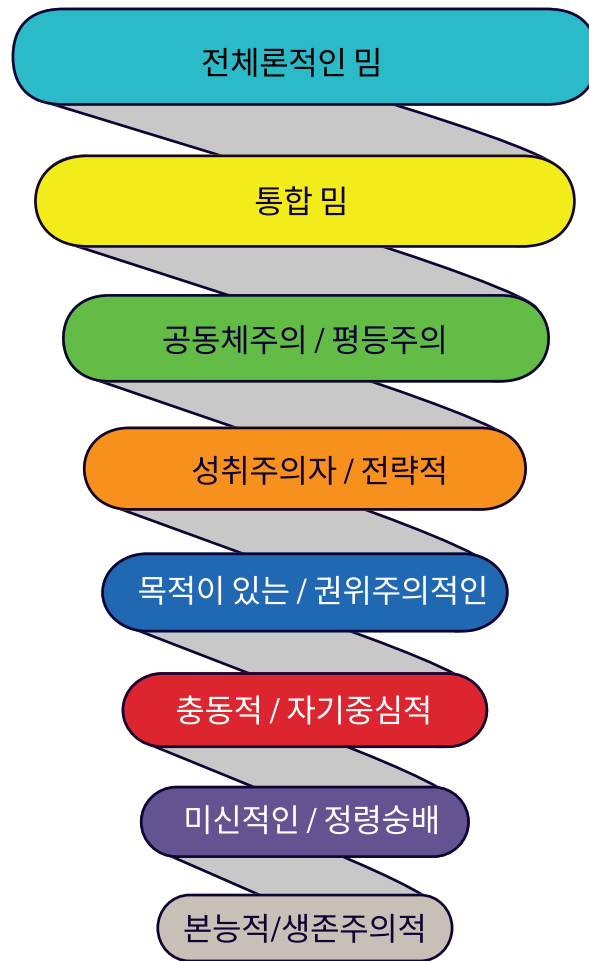 전체론적인 밈
통합 밈
공동체주의 / 평등주의
성취주의자 / 전략적
목적이 있는 / 권위주의적인
충동적 / 자기중심적
미신적인 / 정령숭배
본능적/생존주의적